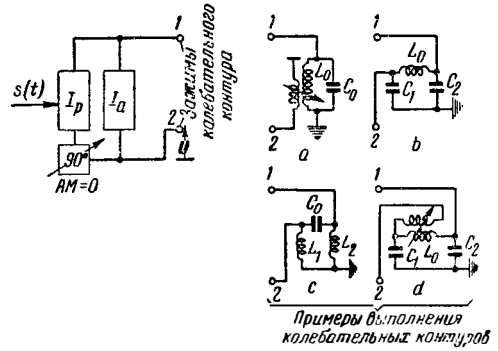 1
s(t)
I_p
I_a
90°
АМ=0
2
U
Зажимы
колебательного
контура
1
L_0
C_0
2
a
1
L_0
C_1
C_2
2
b
1
C_0
L_1
L_2
2
c
1
C_1
L_0
C_2
2
d
Примеры выполнения
колебательных контуров